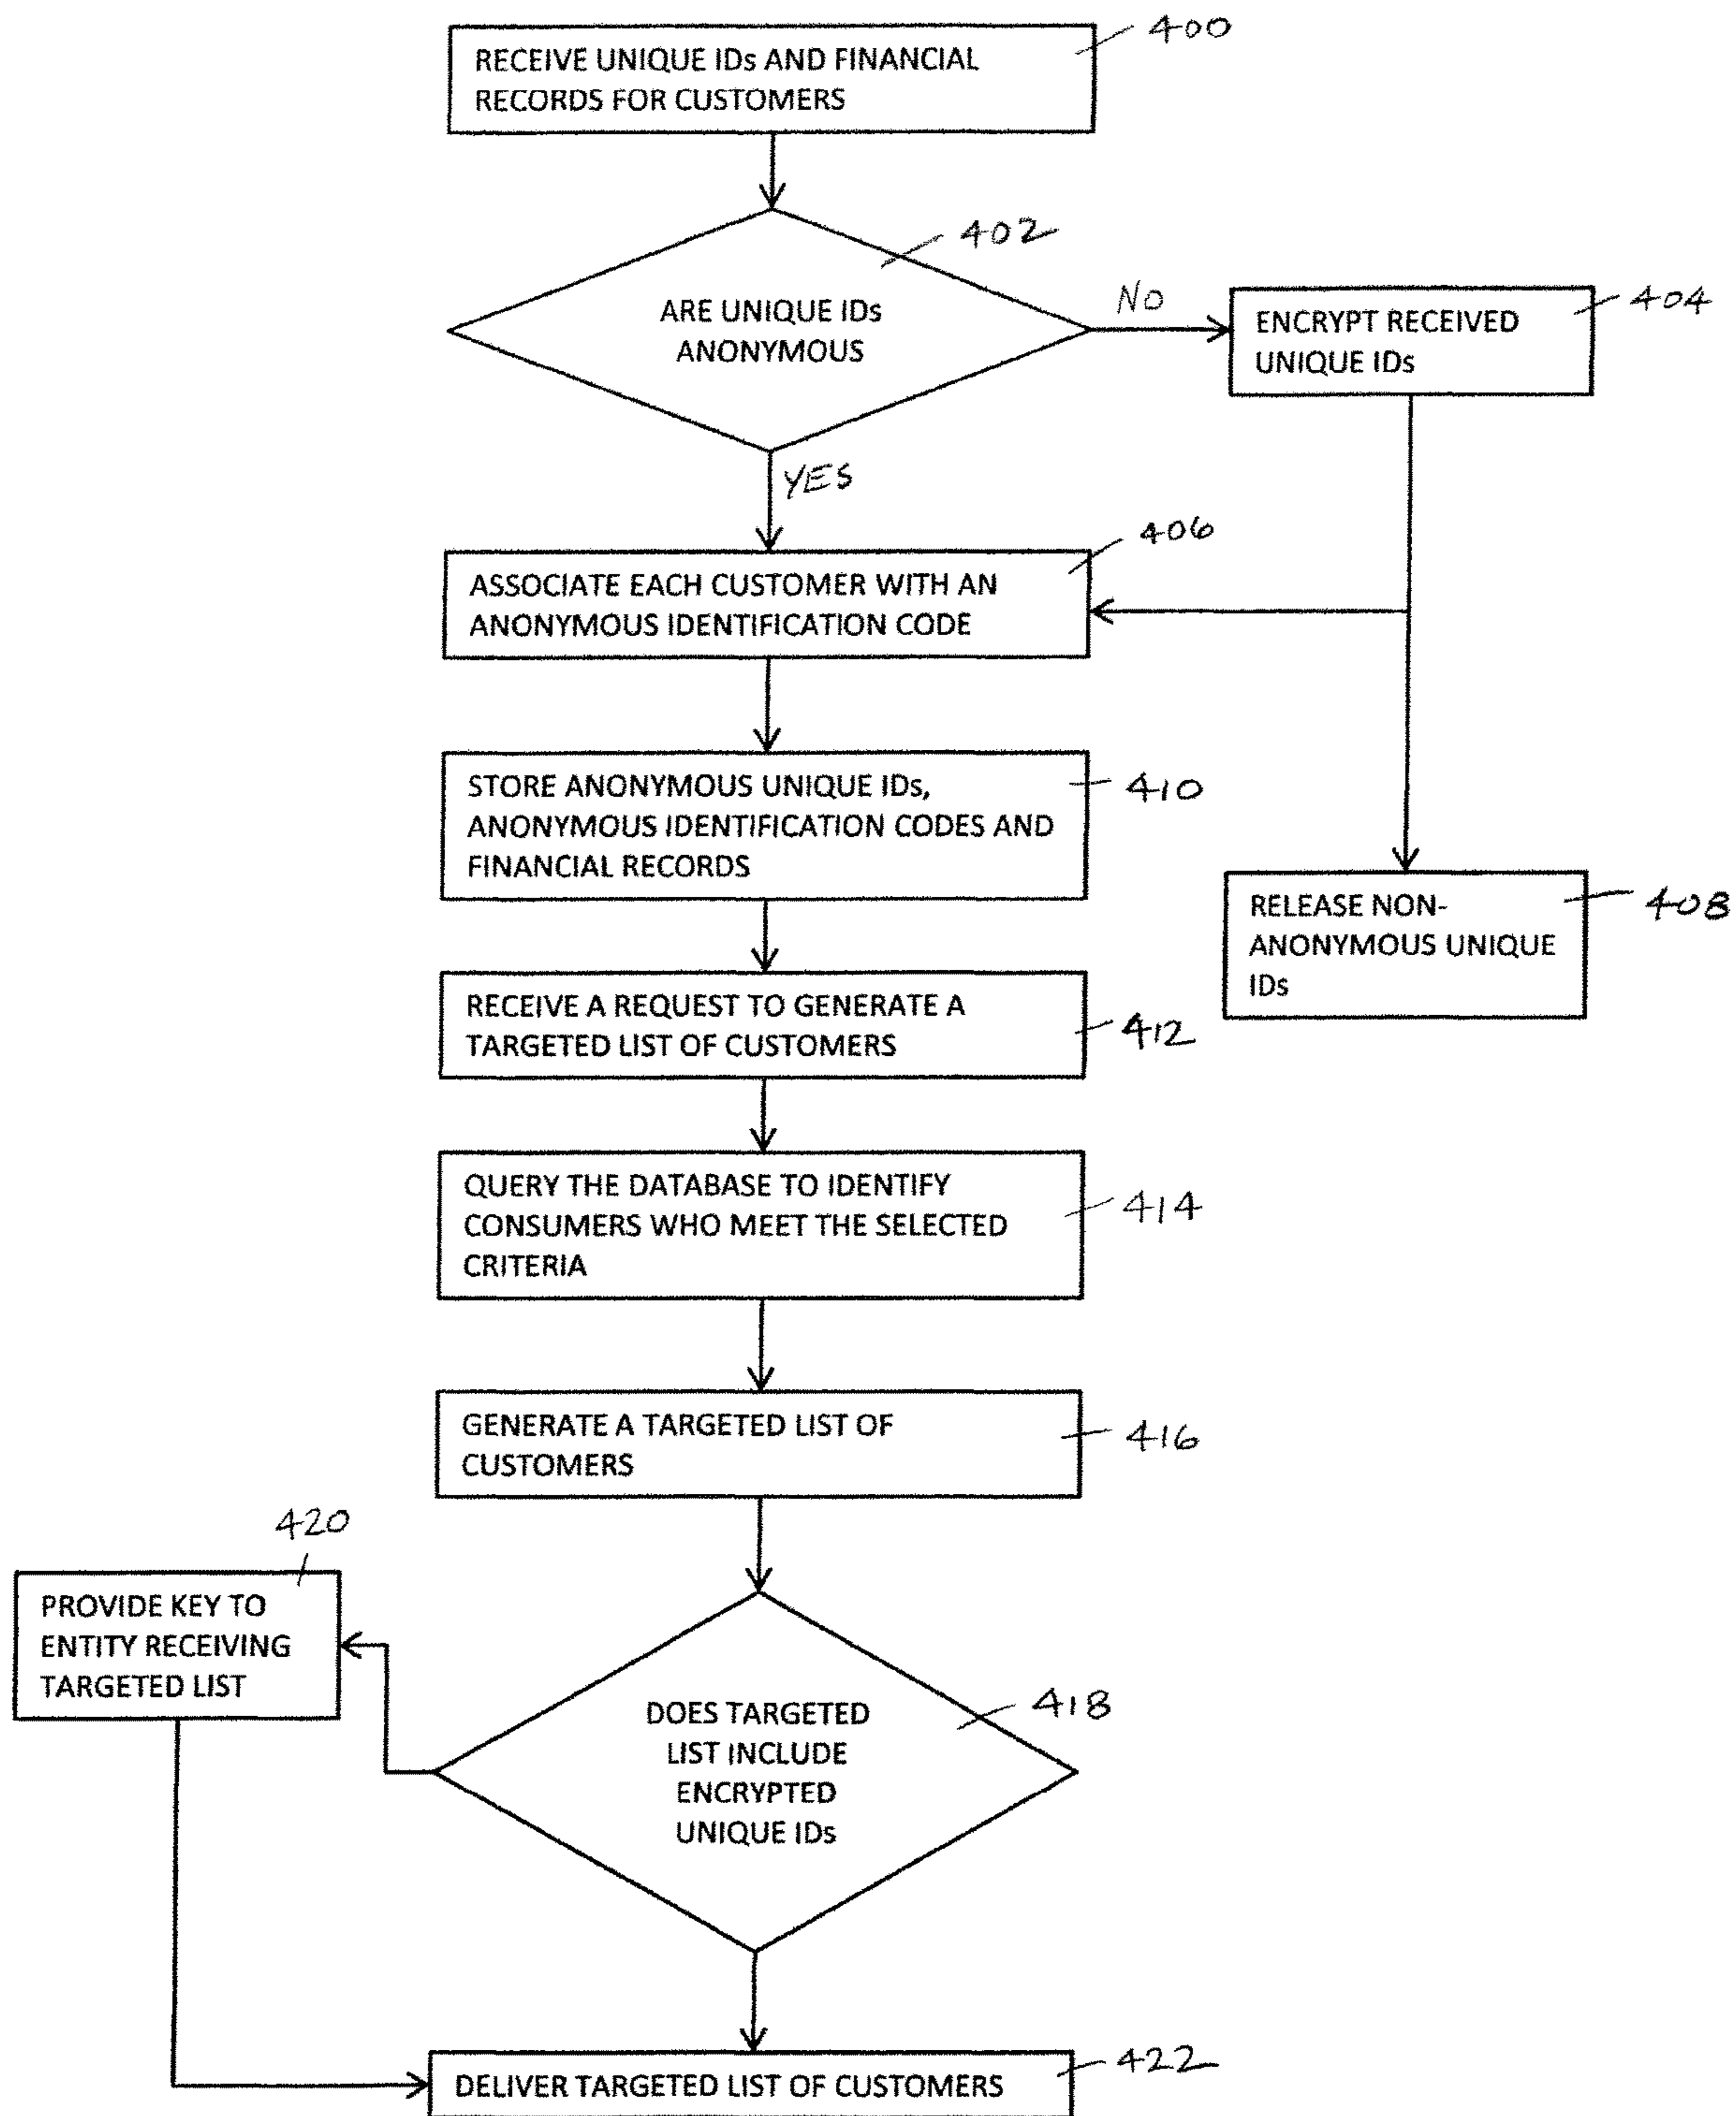 400
RECEIVE UNIQUE IDs AND FINANCIAL
RECORDS FOR CUSTOMERS
402
ARE UNIQUE IDs
ANONYMOUS
NO
404
ENCRYPT RECEIVED
UNIQUE IDs
YES
406
ASSOCIATE EACH CUSTOMER WITH AN
ANONYMOUS IDENTIFICATION CODE
410
STORE ANONYMOUS UNIQUE IDs,
ANONYMOUS IDENTIFICATION CODES AND
FINANCIAL RECORDS
408
RELEASE NON-
ANONYMOUS UNIQUE
IDs
412
RECEIVE A REQUEST TO GENERATE A
TARGETED LIST OF CUSTOMERS
414
QUERY THE DATABASE TO IDENTIFY
CONSUMERS WHO MEET THE SELECTED
CRITERIA
416
GENERATE A TARGETED LIST OF
CUSTOMERS
420
PROVIDE KEY TO
ENTITY RECEIVING
TARGETED LIST
418
DOES TARGETED
LIST INCLUDE
ENCRYPTED
UNIQUE IDs
422
DELIVER TARGETED LIST OF CUSTOMERS